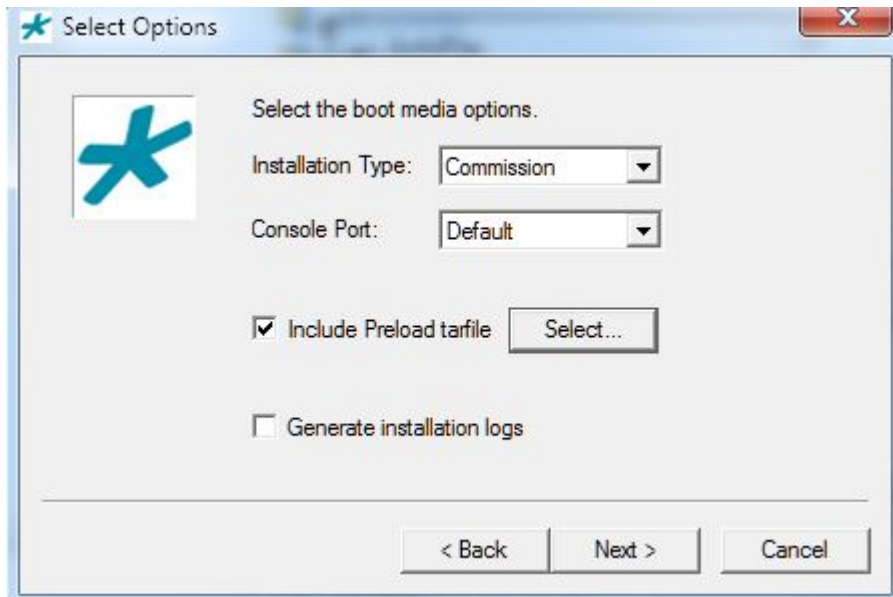 Select Options
Select the boot media options.
Installation Type: Commission
Console Port: Default
Include Preload tarfile Select...
Generate installation logs
< Back Next > Cancel